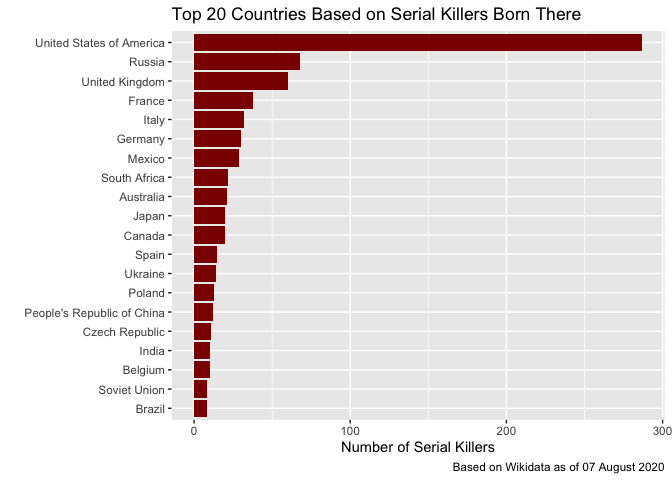 Top 20 Countries Based on Serial Killers Born There
United States of America
Russia
United Kingdom
France
Italy
Germany
Mexico
South Africa
Australia
Japan
Canada
Spain
Ukraine
Poland
People's Republic of China
Czech Republic
India
Belgium
Soviet Union
Brazil
0 100 200 300
Number of Serial Killers
Based on Wikidata as of 07 August 2020